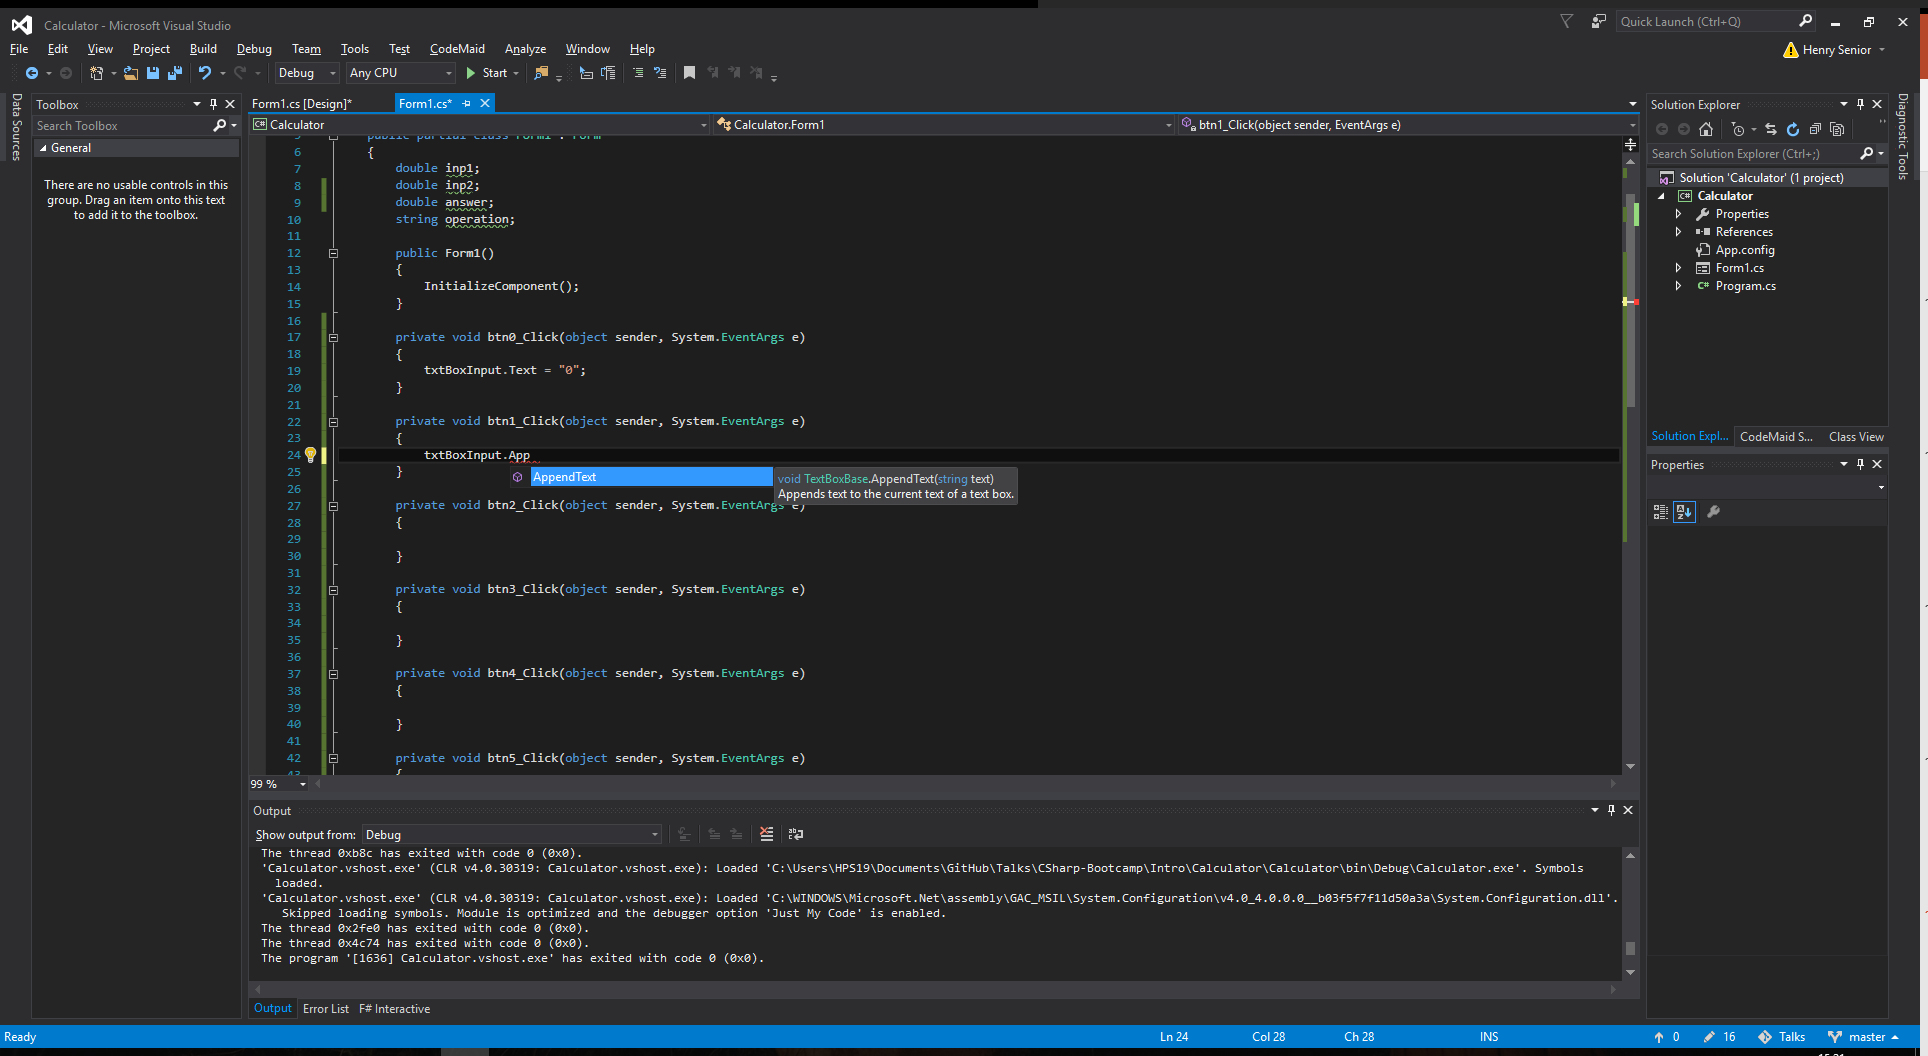 Calculator - Microsoft Visual Studio
Quick Launch (Ctrl+Q)
File Edit View Project Build Debug Team Tools Test CodeMaid Analyze Window Help
Henry Senior
Debug Any CPU Start
Data Sources
Toolbox
Search Toolbox
General
There are no usable controls in this
group. Drag an item onto this text
to add it to the toolbox.
Form1.cs [Design]* Form1.cs*
Calculator Calculator.Form1 btn1_Click(object sender, EventArgs e)
public partial class Form1 : Form
6 {
7 double inp1;
8 double inp2;
9 double answer;
10 string operation;
11
12 public Form1()
13 {
14 InitializeComponent();
15 }
16
17 private void btn0_Click(object sender, System.EventArgs e)
18 {
19 txtBoxInput.Text = "0";
20 }
21
22 private void btn1_Click(object sender, System.EventArgs e)
23 {
24 txtBoxInput.App
25 }
AppendText
void TextBoxBase.AppendText(string text)
Appends text to the current text of a text box.
26
27 private void btn2_Click(object sender, System.EventArgs e)
28 {
29
30 }
31
32 private void btn3_Click(object sender, System.EventArgs e)
33 {
34
35 }
36
37 private void btn4_Click(object sender, System.EventArgs e)
38 {
39
40 }
41
42 private void btn5_Click(object sender, System.EventArgs e)
43 {
99 %
Output
Show output from: Debug
The thread 0xb8c has exited with code 0 (0x0).
'Calculator.vshost.exe' (CLR v4.0.30319: Calculator.vshost.exe): Loaded 'C:\Users\HPS19\Documents\GitHub\Talks\CSharp-Bootcamp\Intro\Calculator\Calculator\bin\Debug\Calculator.exe'. Symbols
loaded.
'Calculator.vshost.exe' (CLR v4.0.30319: Calculator.vshost.exe): Loaded 'C:\WINDOWS\Microsoft.Net\assembly\GAC_MSIL\System.Configuration\v4.0_4.0.0.0__b03f5f7f11d50a3a\System.Configuration.dll'.
Skipped loading symbols. Module is optimized and the debugger option 'Just My Code' is enabled.
The thread 0x2fe0 has exited with code 0 (0x0).
The thread 0x4c74 has exited with code 0 (0x0).
The program '[1636] Calculator.vshost.exe' has exited with code 0 (0x0).
Output Error List F# Interactive
Solution Explorer
Search Solution Explorer (Ctrl+;)
Solution 'Calculator' (1 project)
Calculator
Properties
References
App.config
Form1.cs
Program.cs
Solution Expl... CodeMaid S... Class View
Properties
Diagnostic Tools
Ready Ln 24 Col 28 Ch 28 INS 0 16 Talks master